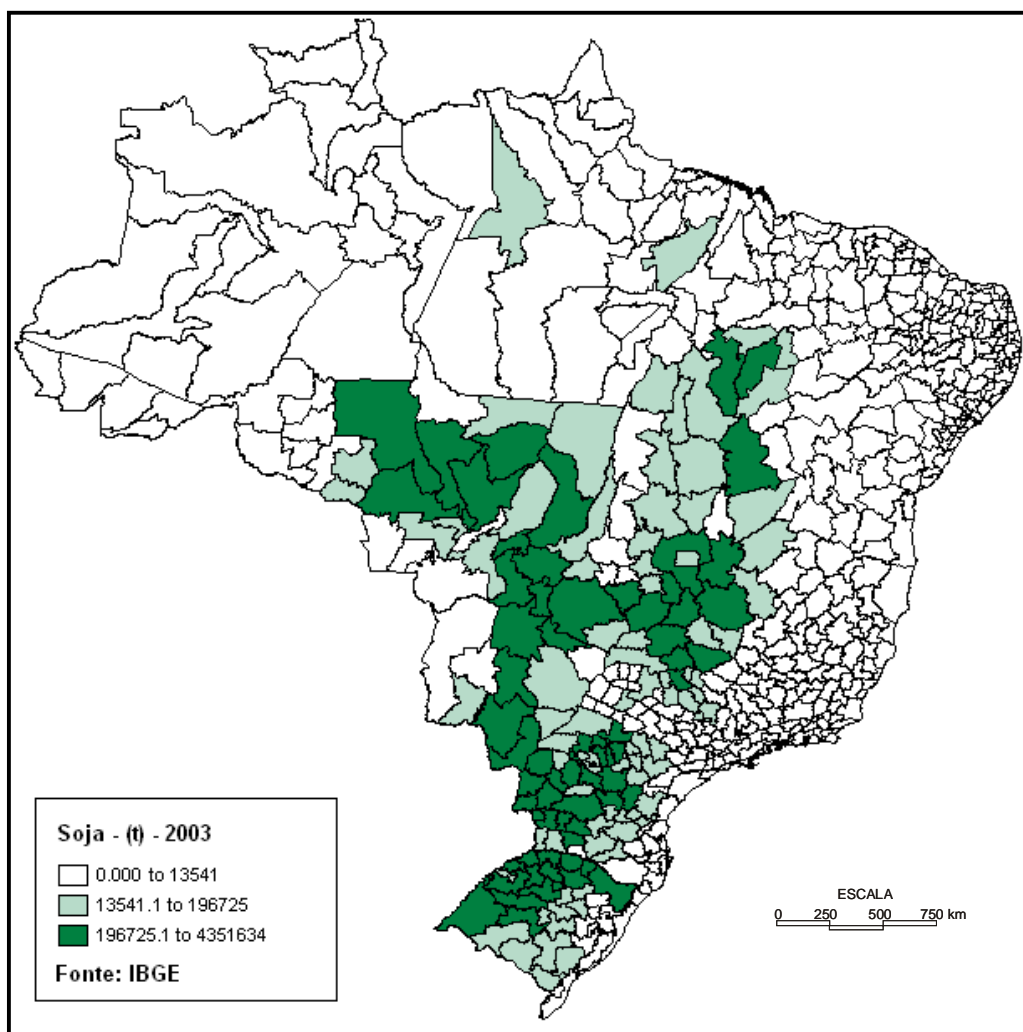 Soja - (t) - 2003
0.000 to 13541
13541.1 to 196725
196725.1 to 4351634
Fonte: IBGE
ESCALA
0 250 500 750 km